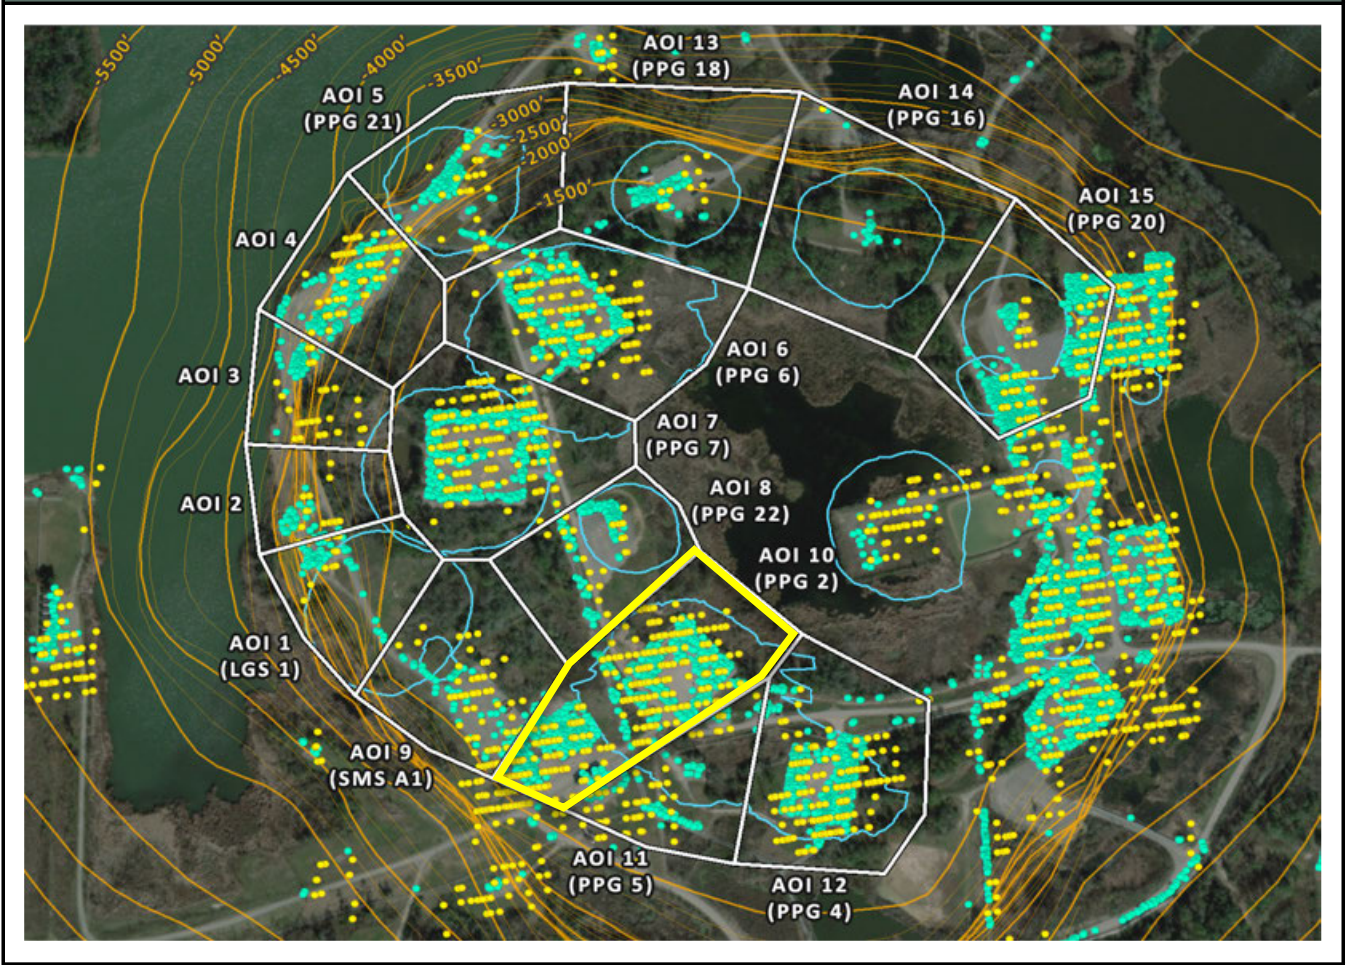 -5500'
-5000'
-4500'
-4000'
-3500'
-3000'
-2500'
-2000'
-1500'
AOI 13
(PPG 18)
AOI 5
(PPG 21)
AOI 14
(PPG 16)
AOI 15
(PPG 20)
AOI 4
AOI 6
(PPG 6)
AOI 3
AOI 7
(PPG 7)
AOI 2
AOI 8
(PPG 22)
AOI 10
(PPG 2)
AOI 1
(LGS 1)
AOI 9
(SMS A1)
AOI 11
(PPG 5)
AOI 12
(PPG 4)